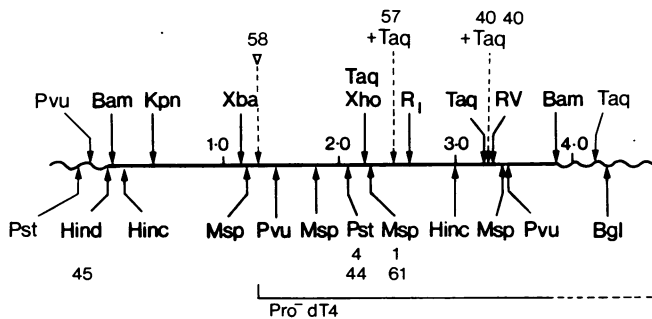 57 40 40
58 +Taq +Taq
Taq
Pvu Bam Kpn Xba Xho R I Taq RV Bam Taq
1·0 2·0 3·0 4·0
Pst Hind Hinc Msp Pvu Msp Pst Msp Hinc Msp Pvu Bgl
45 4 1
44 61
Pro⁻ dT4